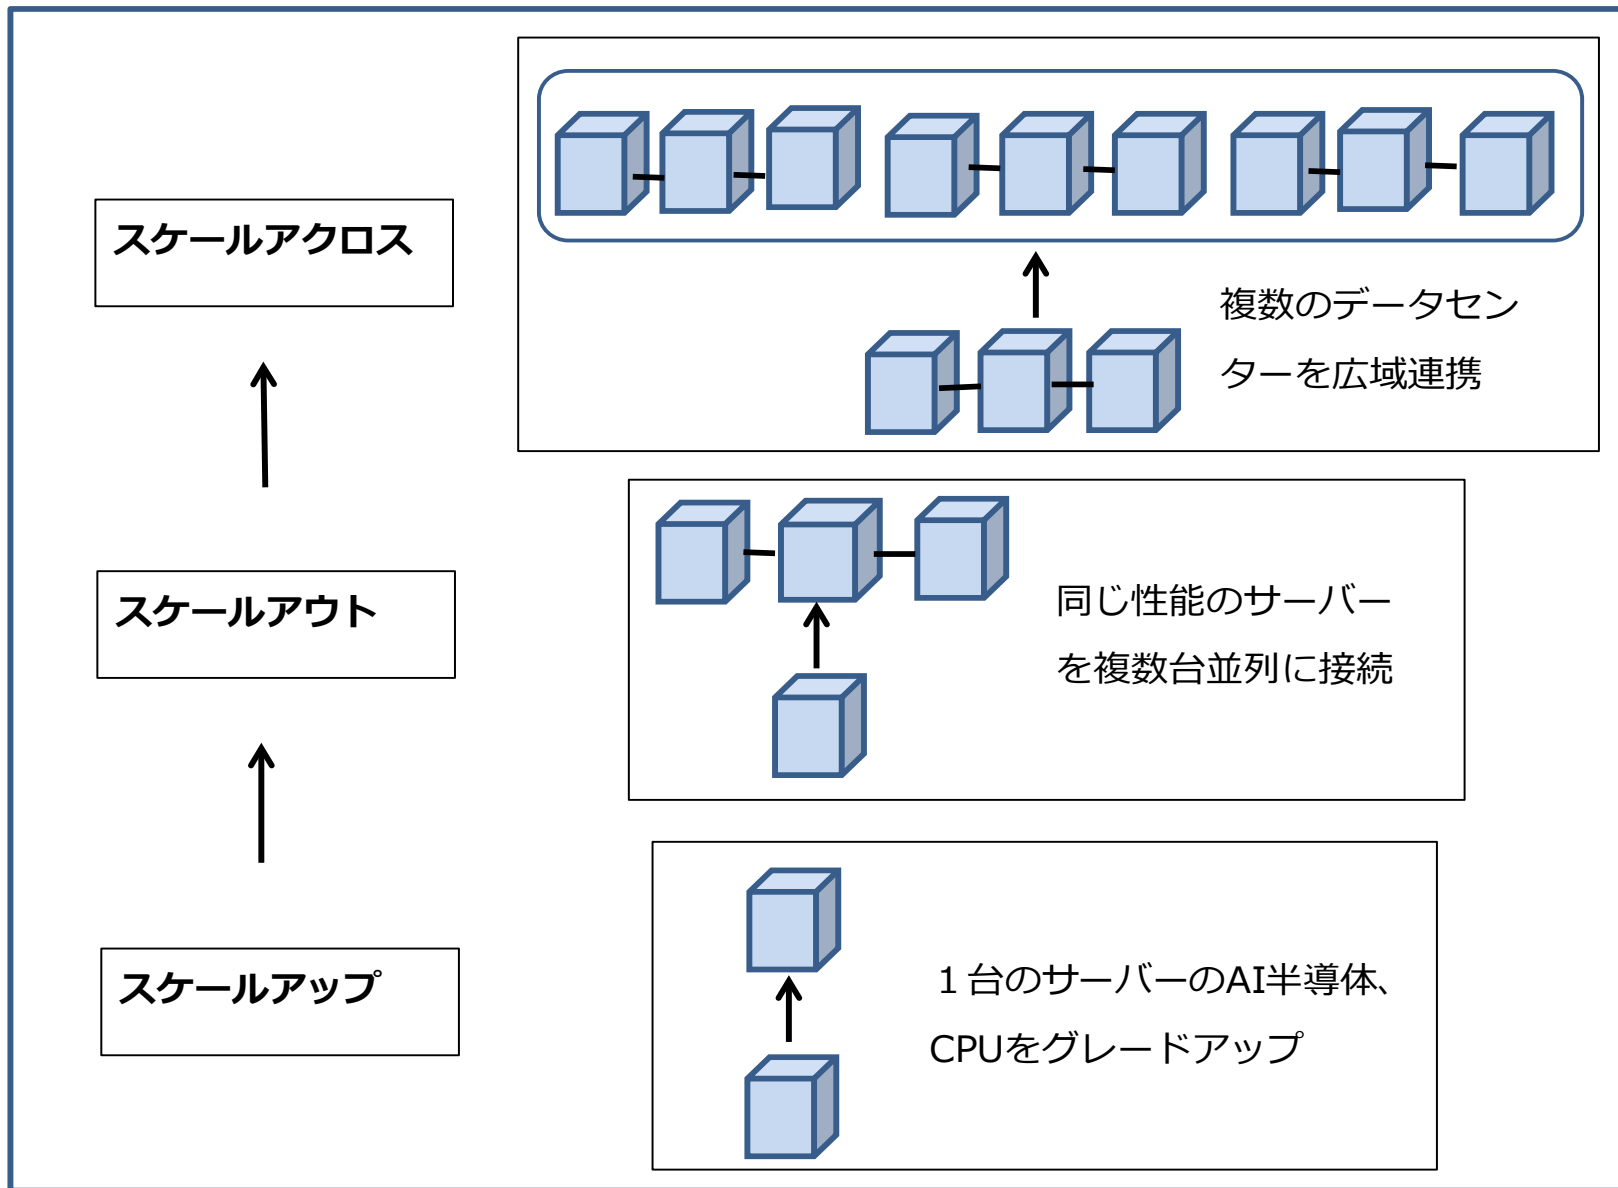 スケールアクロス
複数のデータセン
ターを広域連携
スケールアウト
同じ性能のサーバー
を複数台並列に接続
スケールアップ
１台のサーバーのAI半導体、
CPUをグレードアップ